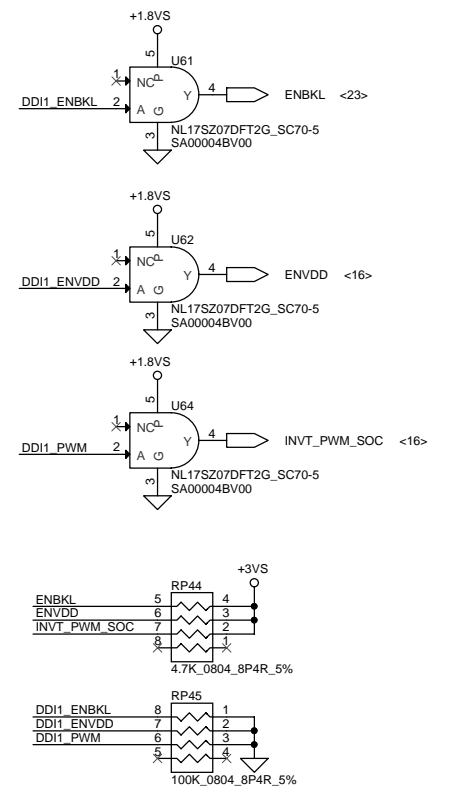 +1.8VS
5
U61
1 NC P
DDI1_ENBKL 2 A G Y 4 ENBKL <23>
3
NL17SZ07DFT2G_SC70-5
SA00004BV00
+1.8VS
5
U62
1 NC P
DDI1_ENVDD 2 A G Y 4 ENVDD <16>
3
NL17SZ07DFT2G_SC70-5
SA00004BV00
+1.8VS
5
U64
1 NC P
DDI1_PWM 2 A G Y 4 INVT_PWM_SOC <16>
3
NL17SZ07DFT2G_SC70-5
SA00004BV00
+3VS
RP44
ENBKL 5 4
ENVDD 6 3
INVT_PWM_SOC 7 2
8 1
4.7K_0804_8P4R_5%
RP45
DDI1_ENBKL 8 1
DDI1_ENVDD 7 2
DDI1_PWM 6 3
5 4
100K_0804_8P4R_5%